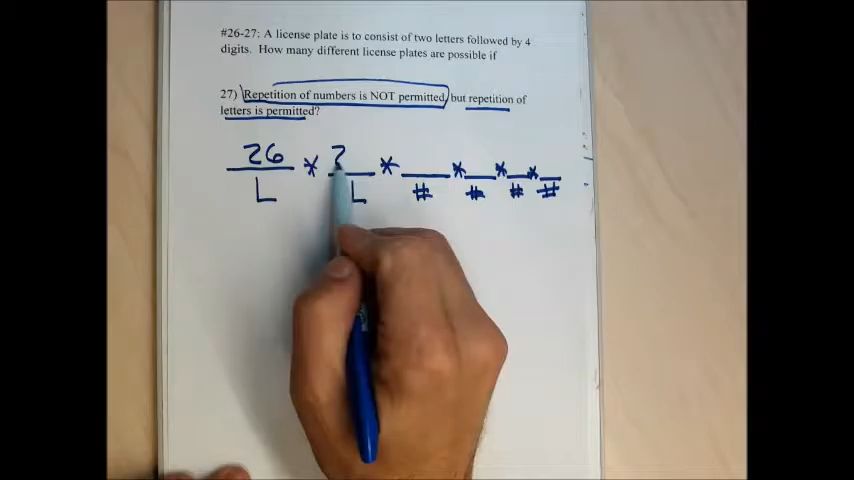 #26-27: A license plate is to consist of two letters followed by 4
digits. How many different license plates are possible if
27) Repetition of numbers is NOT permitted, but repetition of
letters is permitted?
26 * 2 * * * *
L L # # # #